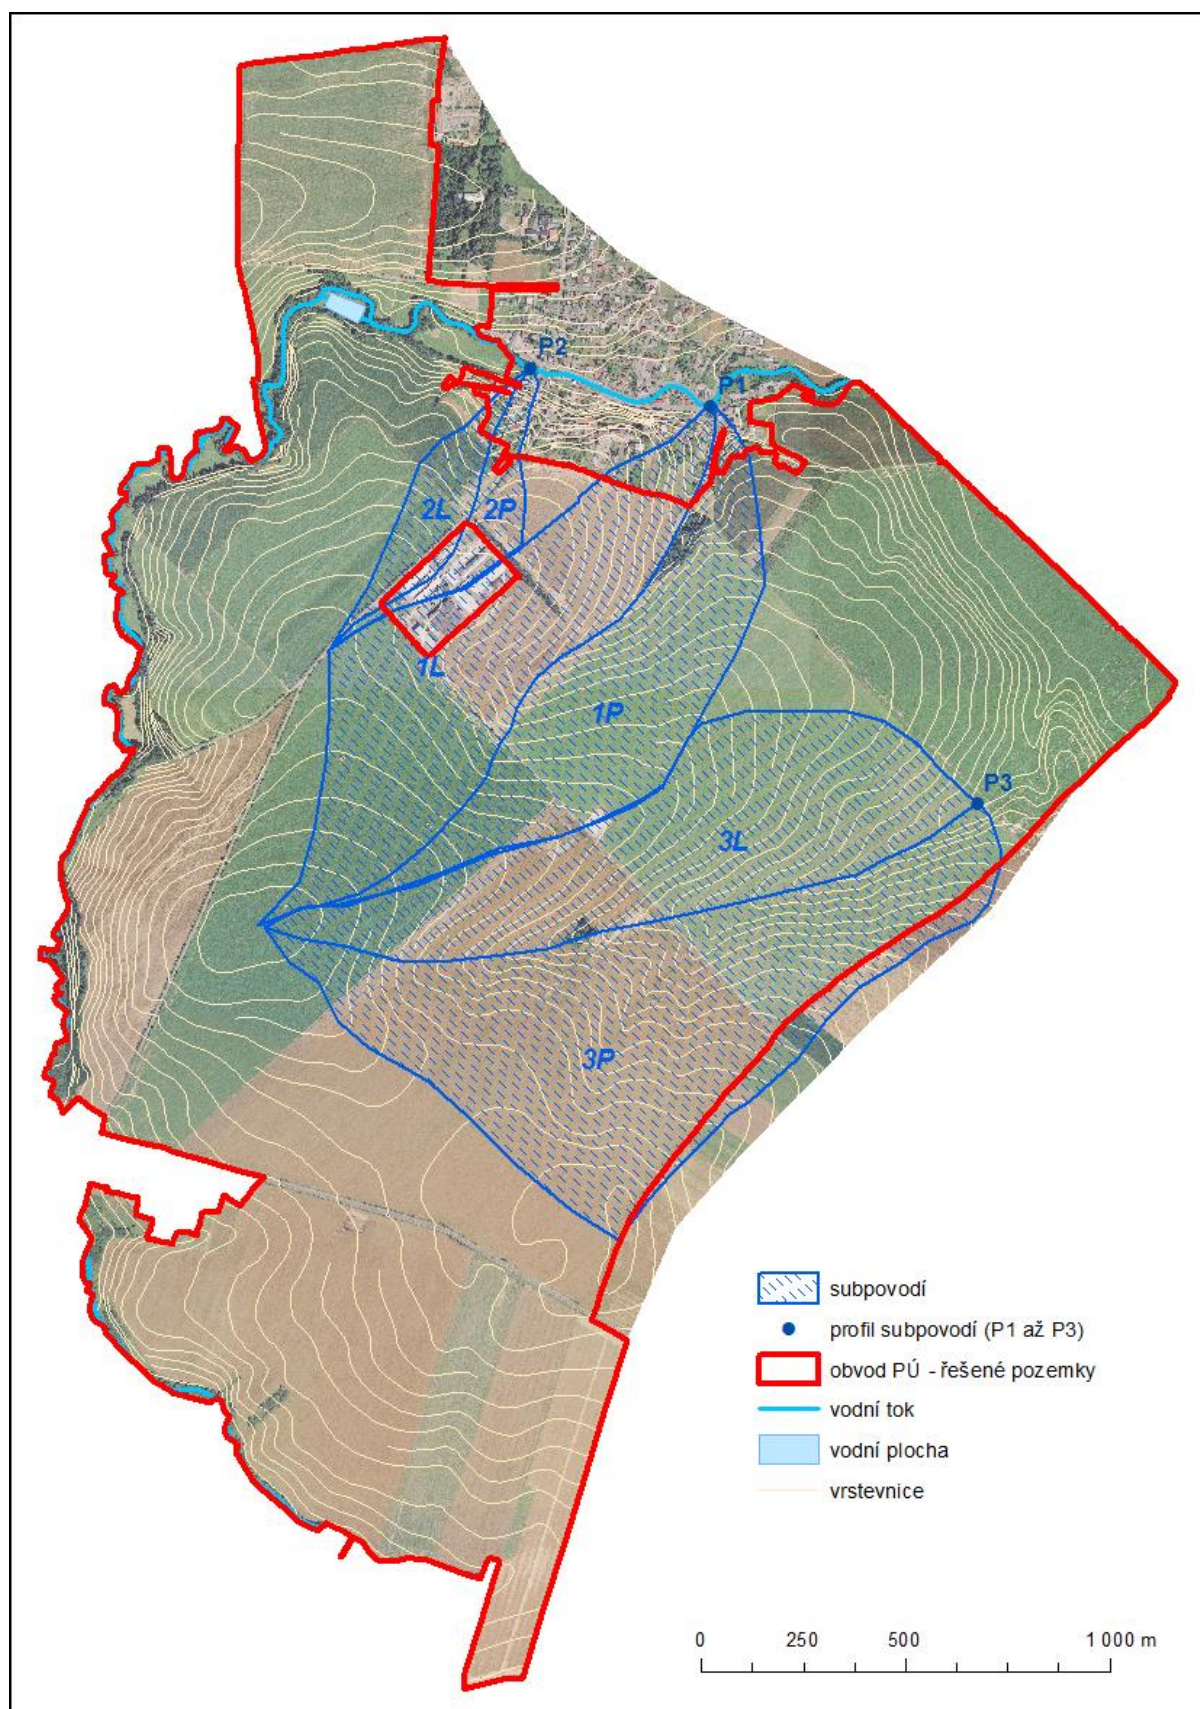 P2
P1
2L
2P
1L
1P
P3
3L
3P
subpovodí
profil subpovodí (P1 až P3)
obvod PÚ - řešené pozemky
vodní tok
vodní plocha
vrstevnice
0 250 500 1 000 m